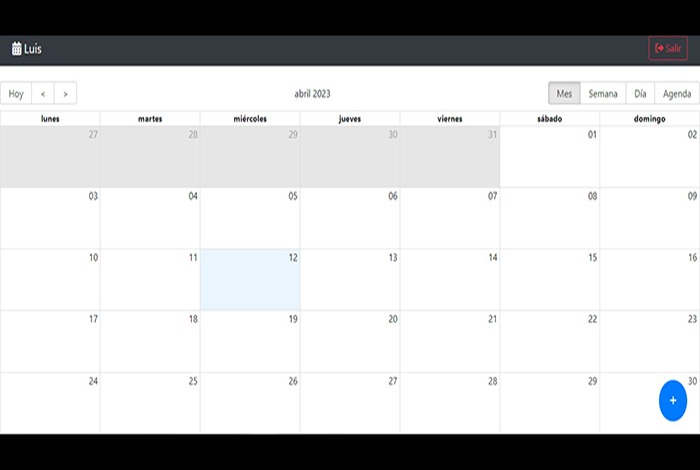 Luis Salir
Hoy < > abril 2023 Mes Semana Día Agenda
lunes martes miércoles jueves viernes sábado domingo
27 28 29 30 31 01 02
03 04 05 06 07 08 09
10 11 12 13 14 15 16
17 18 19 20 21 22 23
24 25 26 27 28 29 30
+